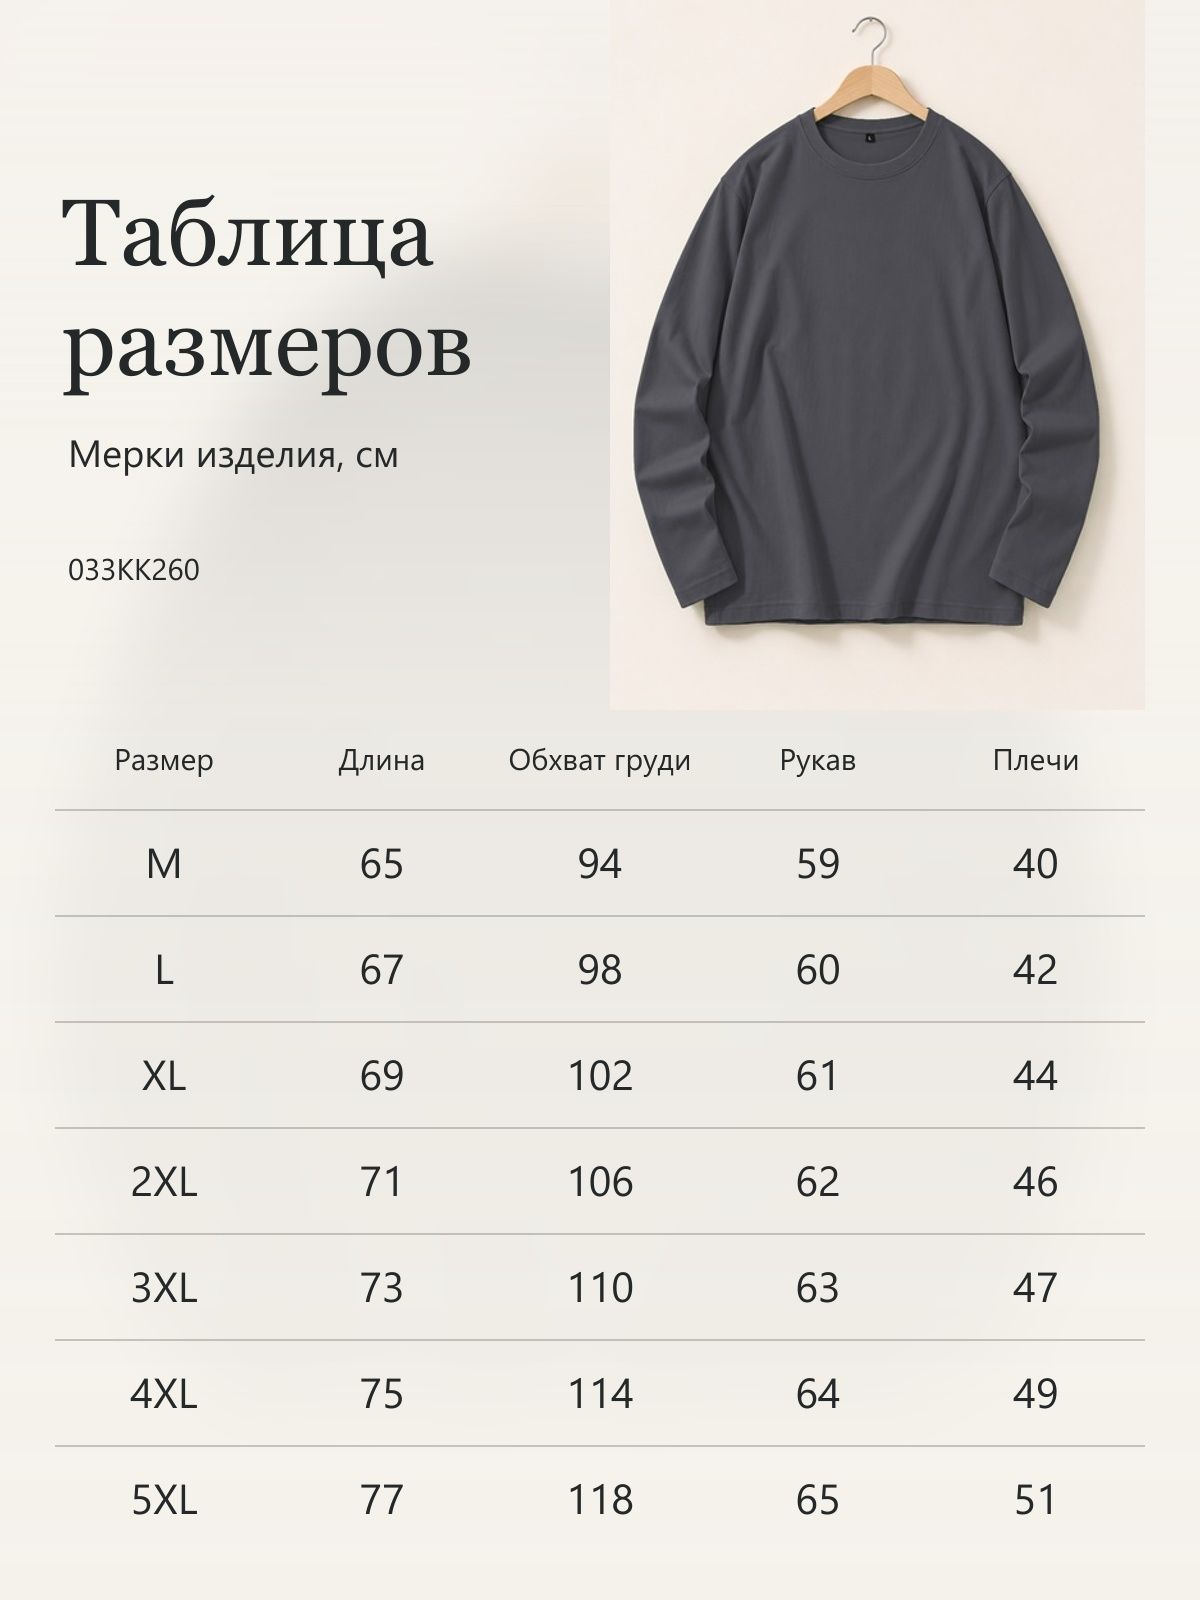 Таблица
размеров
Мерки изделия, см
033КК260
Размер Длина Обхват груди Рукав Плечи
M 65 94 59 40
L 67 98 60 42
XL 69 102 61 44
2XL 71 106 62 46
3XL 73 110 63 47
4XL 75 114 64 49
5XL 77 118 65 51